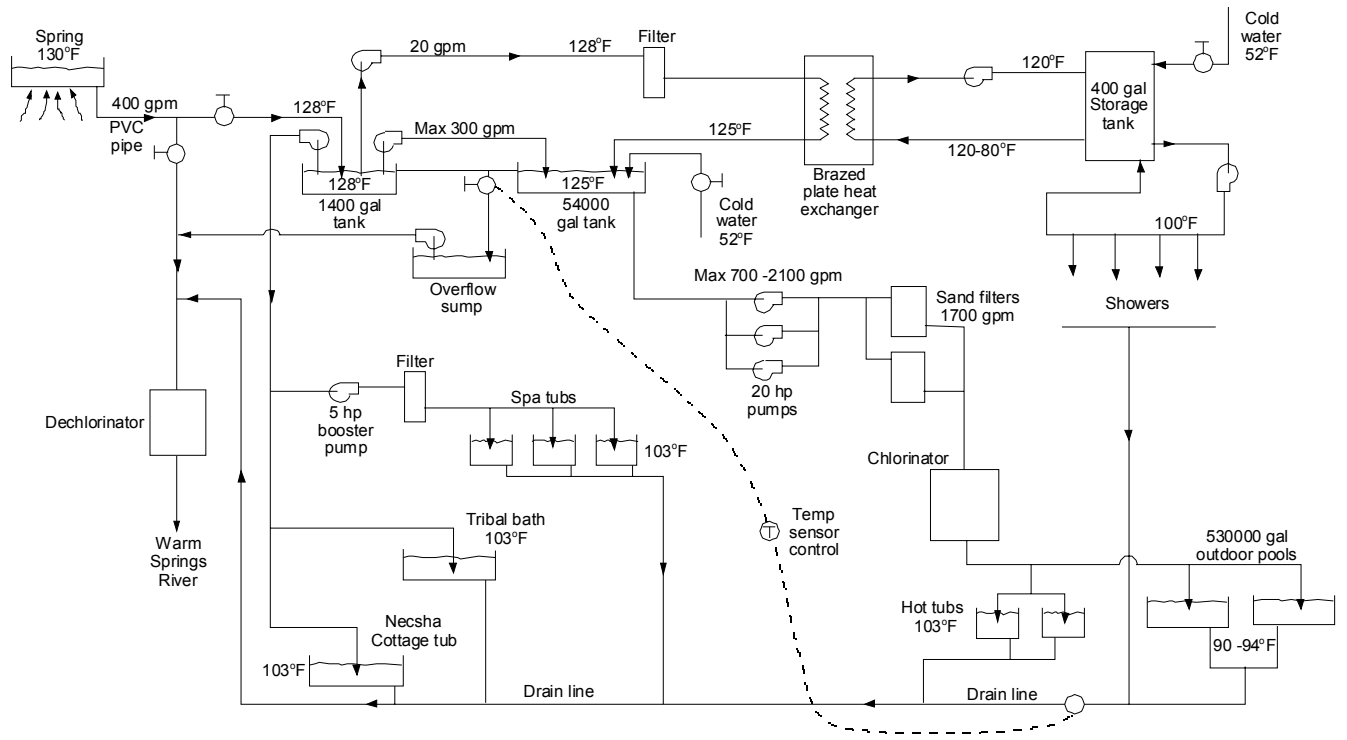 Spring
130°F
400 gpm
PVC
pipe
128°F
20 gpm
128°F
Filter
Max 300 gpm
125°F
128°F
1400 gal
tank
125°F
54000
gal tank
Cold
water
52°F
Brazed
plate heat
exchanger
120°F
120-80°F
400 gal
Storage
tank
Cold
water
52°F
100°F
Showers
Overflow
sump
Max 700 -2100 gpm
20 hp
pumps
Sand filters
1700 gpm
Filter
5 hp
booster
pump
Spa tubs
103°F
Dechlorinator
Warm
Springs
River
Tribal bath
103°F
Necsha
Cottage tub
103°F
Chlorinator
T
Temp
sensor
control
530000 gal
outdoor pools
Hot tubs
103°F
90 -94°F
Drain line
Drain line